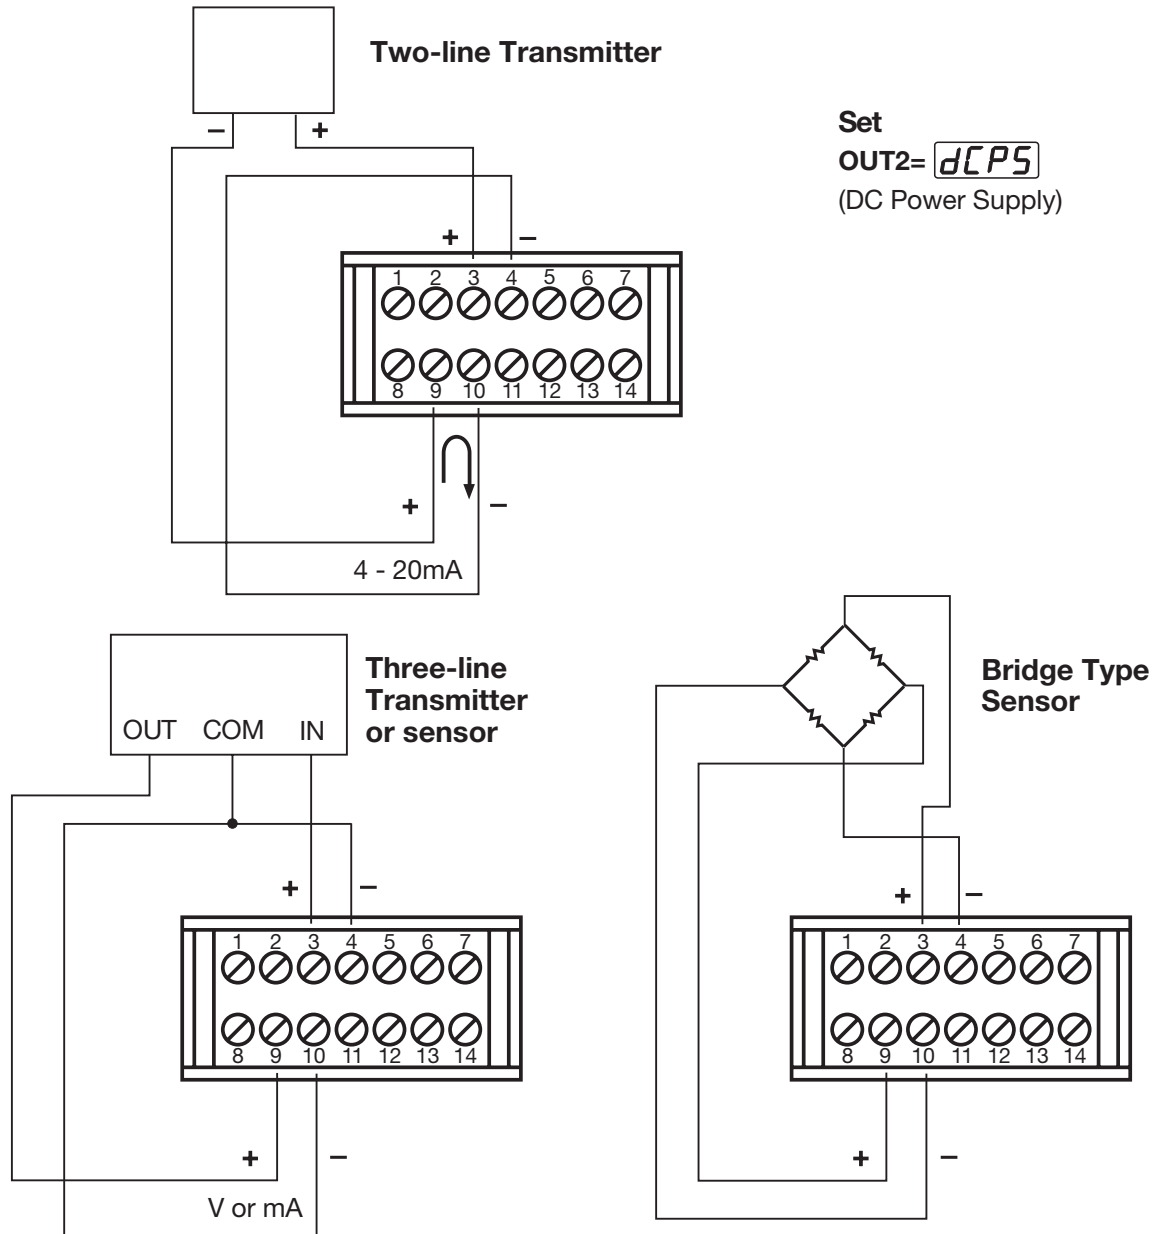 Two-line Transmitter
Set
OUT2= dCPS
(DC Power Supply)
– +
+ –
1 2 3 4 5 6 7
8 9 10 11 12 13 14
+ –
4 - 20mA
Three-line
Transmitter
or sensor
OUT COM IN
+ –
1 2 3 4 5 6 7
8 9 10 11 12 13 14
+ –
V or mA
Bridge Type
Sensor
+ –
1 2 3 4 5 6 7
8 9 10 11 12 13 14
+ –